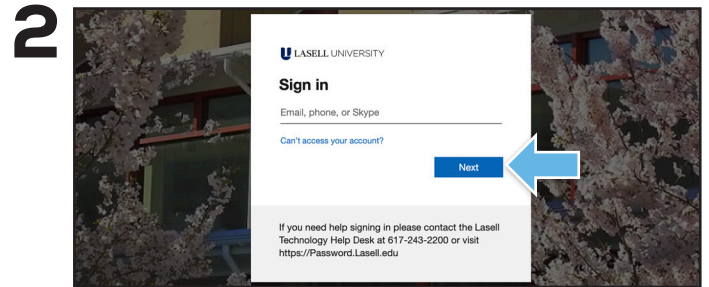 2
LASELL UNIVERSITY
Sign in
Email, phone, or Skype
Can't access your account?
Next
If you need help signing in please contact the Lasell
Technology Help Desk at 617-243-2200 or visit
https://Password.Lasell.edu